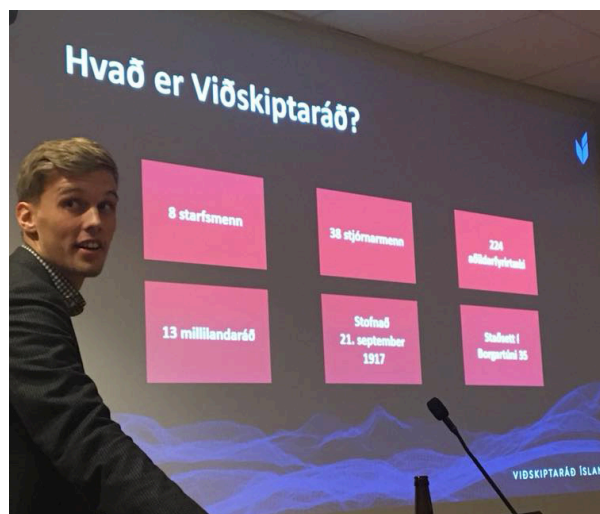 Hvað er Viðskiptaráð?
8 starfsmenn
38 stjórnarmenn
224
aðildarfyrirtæki
13 millilandaráð
Stofnað
21. september
1917
Staðsett í
Borgartúni 35
VIÐSKIPTARÁÐ ÍSLAN